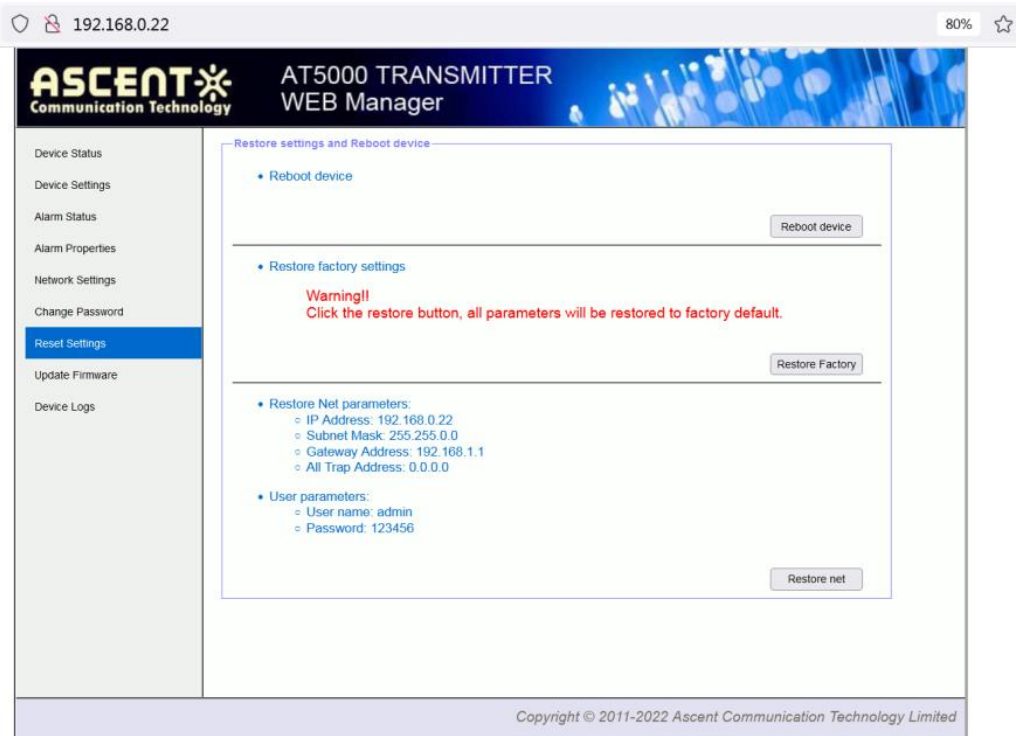 192.168.0.22
80%
ASCENT
Communication Technology
AT5000 TRANSMITTER
WEB Manager
Device Status
Device Settings
Alarm Status
Alarm Properties
Network Settings
Change Password
Reset Settings
Update Firmware
Device Logs
Restore settings and Reboot device
Reboot device
Reboot device
Restore factory settings
Warning!!
Click the restore button, all parameters will be restored to factory default.
Restore Factory
Restore Net parameters:
IP Address: 192.168.0.22
Subnet Mask: 255.255.0.0
Gateway Address: 192.168.1.1
All Trap Address: 0.0.0.0
User parameters:
User name: admin
Password: 123456
Restore net
Copyright © 2011-2022 Ascent Communication Technology Limited